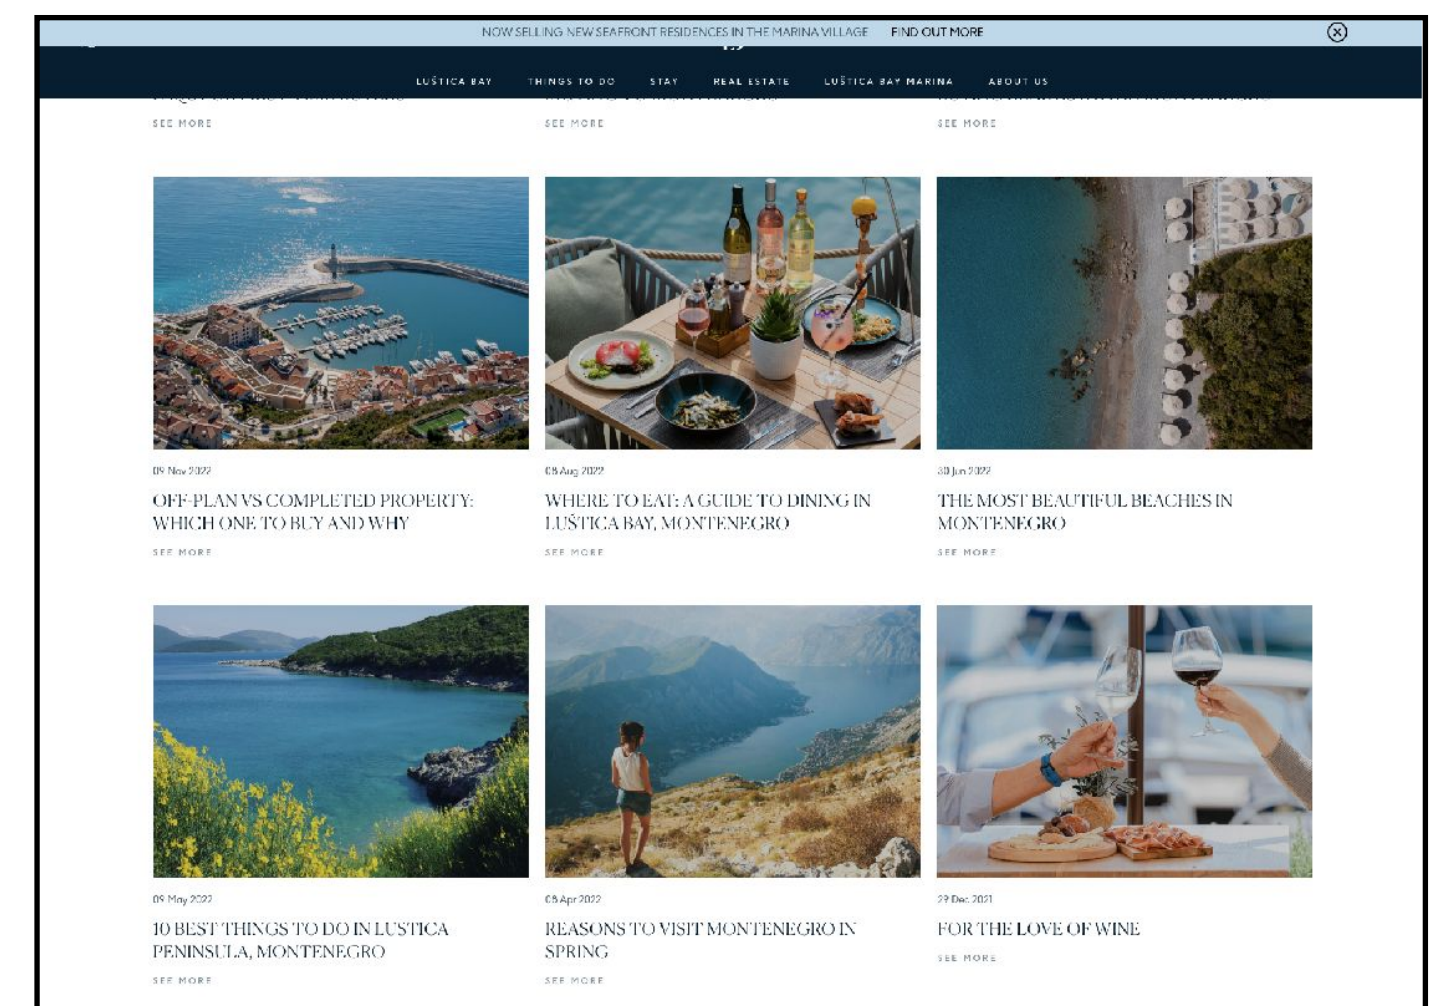 NOW SELLING NEW SEAFRONT RESIDENCES IN THE MARINA VILLAGE FIND OUT MORE
LUŠTICA BAY THINGS TO DO STAY REAL ESTATE LUŠTICA BAY MARINA ABOUT US
SEE MORE SEE MORE SEE MORE
09 Nov 2022
OFF-PLAN VS COMPLETED PROPERTY:
WHICH ONE TO BUY AND WHY
SEE MORE
08 Aug 2022
WHERE TO EAT: A GUIDE TO DINING IN
LUŠTICA BAY, MONTENEGRO
SEE MORE
30 Jun 2022
THE MOST BEAUTIFUL BEACHES IN
MONTENEGRO
SEE MORE
09 May 2022
10 BEST THINGS TO DO IN LUSTICA
PENINSULA, MONTENEGRO
SEE MORE
08 Apr 2022
REASONS TO VISIT MONTENEGRO IN
SPRING
SEE MORE
29 Dec 2021
FOR THE LOVE OF WINE
SEE MORE